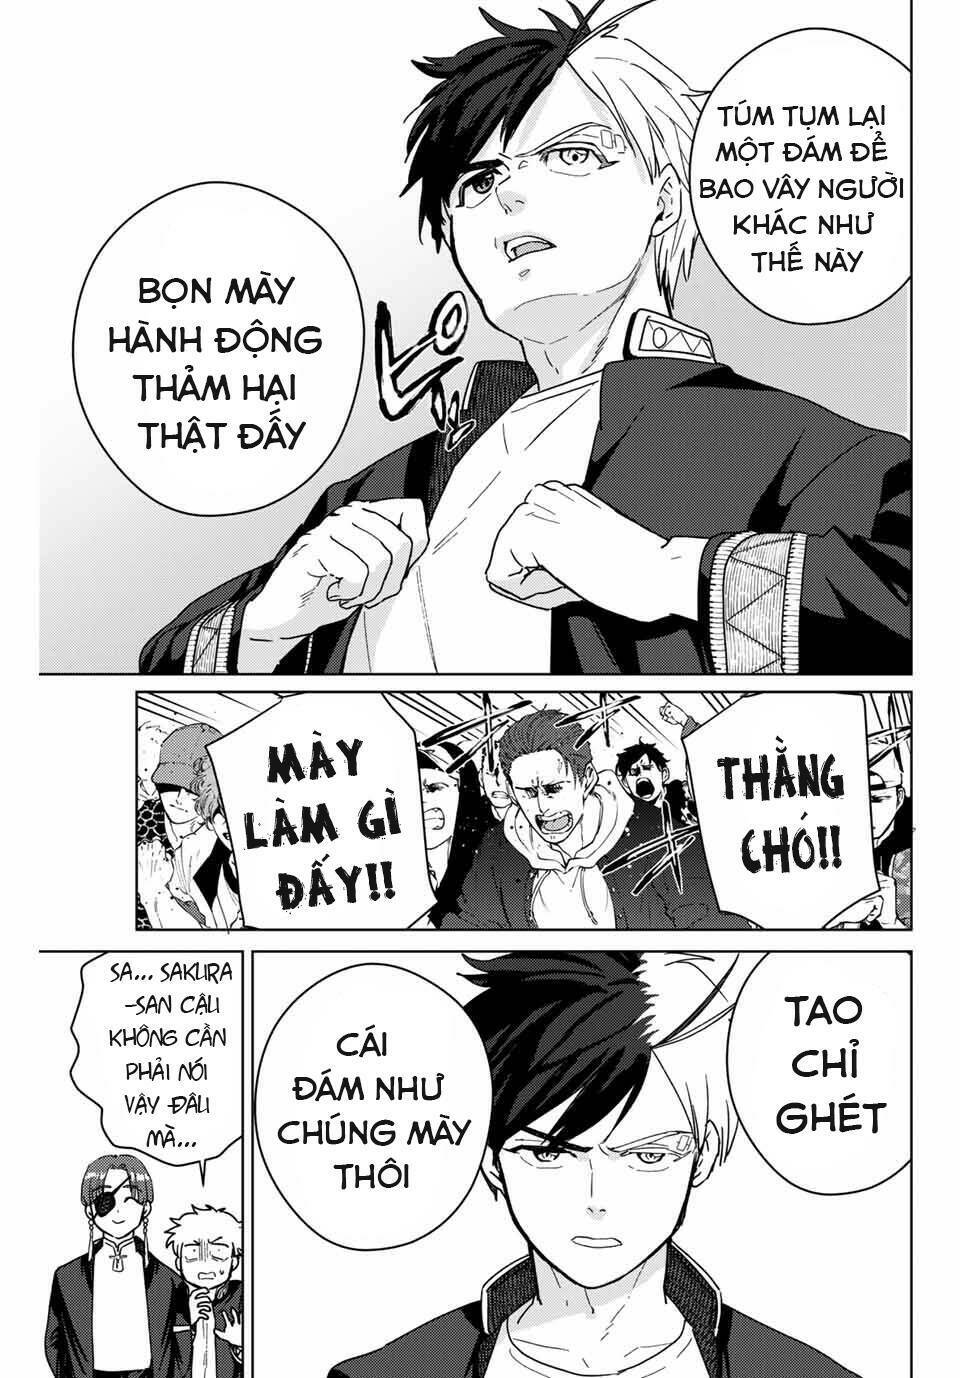 TÚM TỤM LẠI
MỘT ĐÁM ĐỂ
BAO VÂY NGƯỜI
KHÁC NHƯ
THẾ NÀY
BỌN MÀY
HÀNH ĐỘNG
THẢM HẠI
THẬT ĐẤY
ピピ
THẰNG
CHÓ!!
MÀY
LÀM GÌ
ĐẤY!!
TAO
CHỈ
GHÉT
CÁI
ĐÁM NHƯ
CHÚNG MÀY
THÔI
SA... SAKURA
-SAN CẬU
KHÔNG CẦN
PHẢI NÓI
VẬY ĐÂU
MÀ...